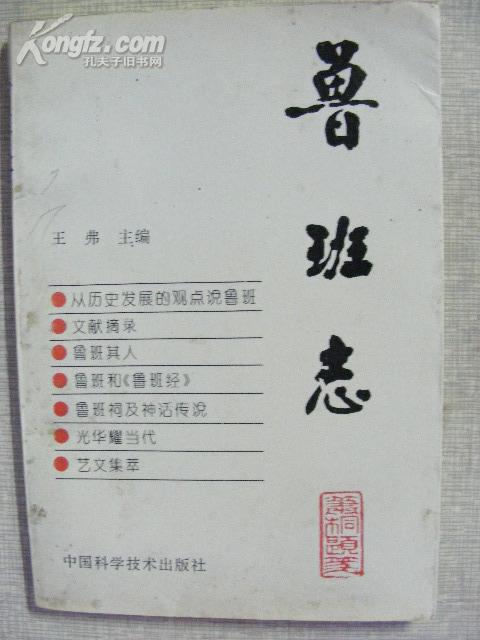 Kongfz.com
孔夫子旧书网
鲁班志
王弗 主编
从历史发展的观点说鲁班
文献摘录
鲁班其人
鲁班和《鲁班经》
鲁班祠及神话传说
光华耀当代
艺文集萃
中国科学技术出版社